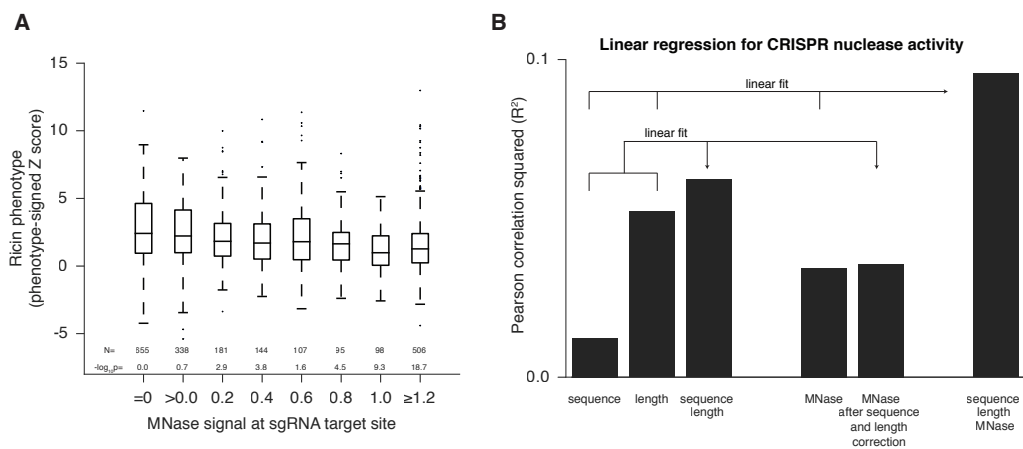 A
15
10
5
0
-5
Ricin phenotype
(phenotype-signed Z score)
N= 555 338 181 144 107 95 98 506
-log₁₀p= 0.0 0.7 2.9 3.8 1.6 4.5 9.3 18.7
=0 >0.0 0.2 0.4 0.6 0.8 1.0 ≥1.2
MNase signal at sgRNA target site
B
Linear regression for CRISPR nuclease activity
0.1
0.0
Pearson correlation squared (R²)
linear fit
linear fit
sequence
length
sequence
length
MNase
MNase
after sequence
and length
correction
sequence
length
MNase